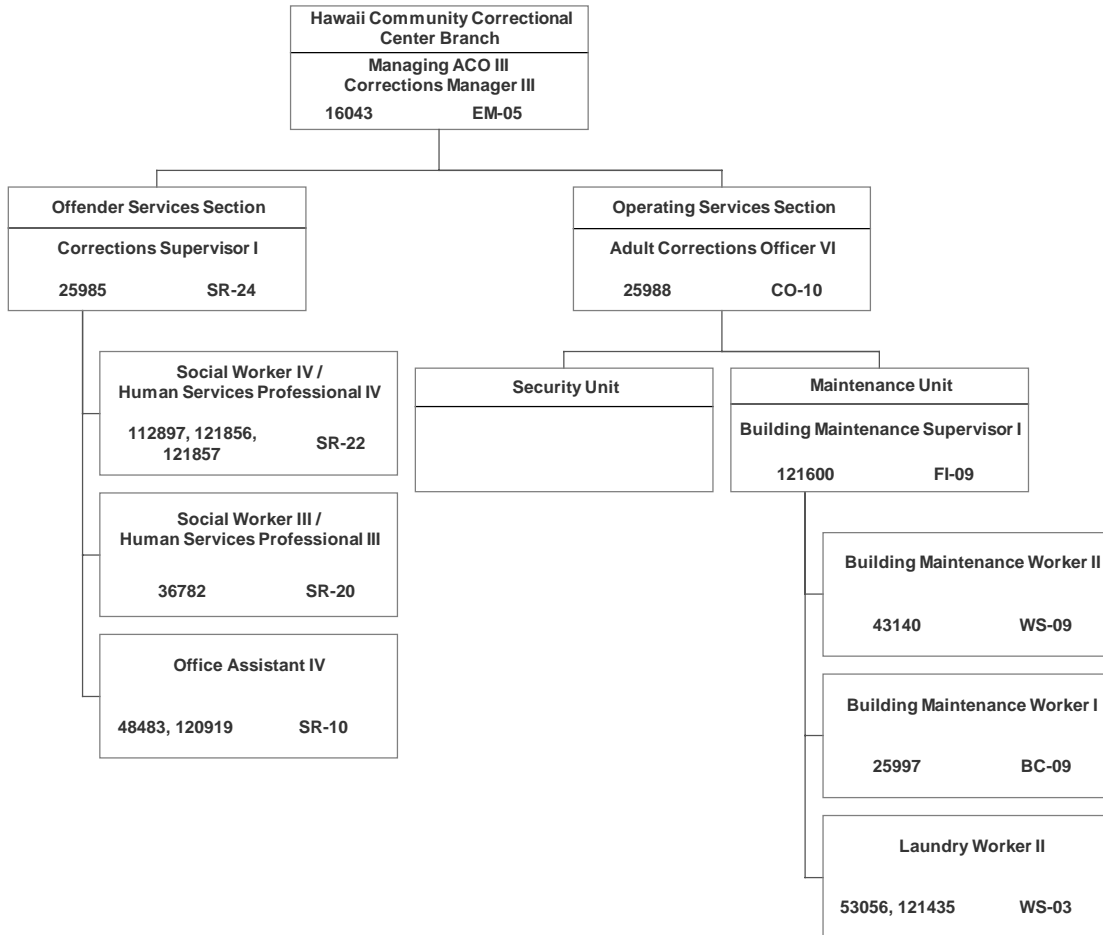 Hawaii Community Correctional
Center Branch
Managing ACO III
Corrections Manager III
16043 EM-05
Offender Services Section
Corrections Supervisor I
25985 SR-24
Operating Services Section
Adult Corrections Officer VI
25988 CO-10
Social Worker IV /
Human Services Professional IV
112897, 121856,
121857
SR-22
Social Worker III /
Human Services Professional III
36782 SR-20
Office Assistant IV
48483, 120919 SR-10
Security Unit
Maintenance Unit
Building Maintenance Supervisor I
121600 FI-09
Building Maintenance Worker II
43140 WS-09
Building Maintenance Worker I
25997 BC-09
Laundry Worker II
53056, 121435 WS-03